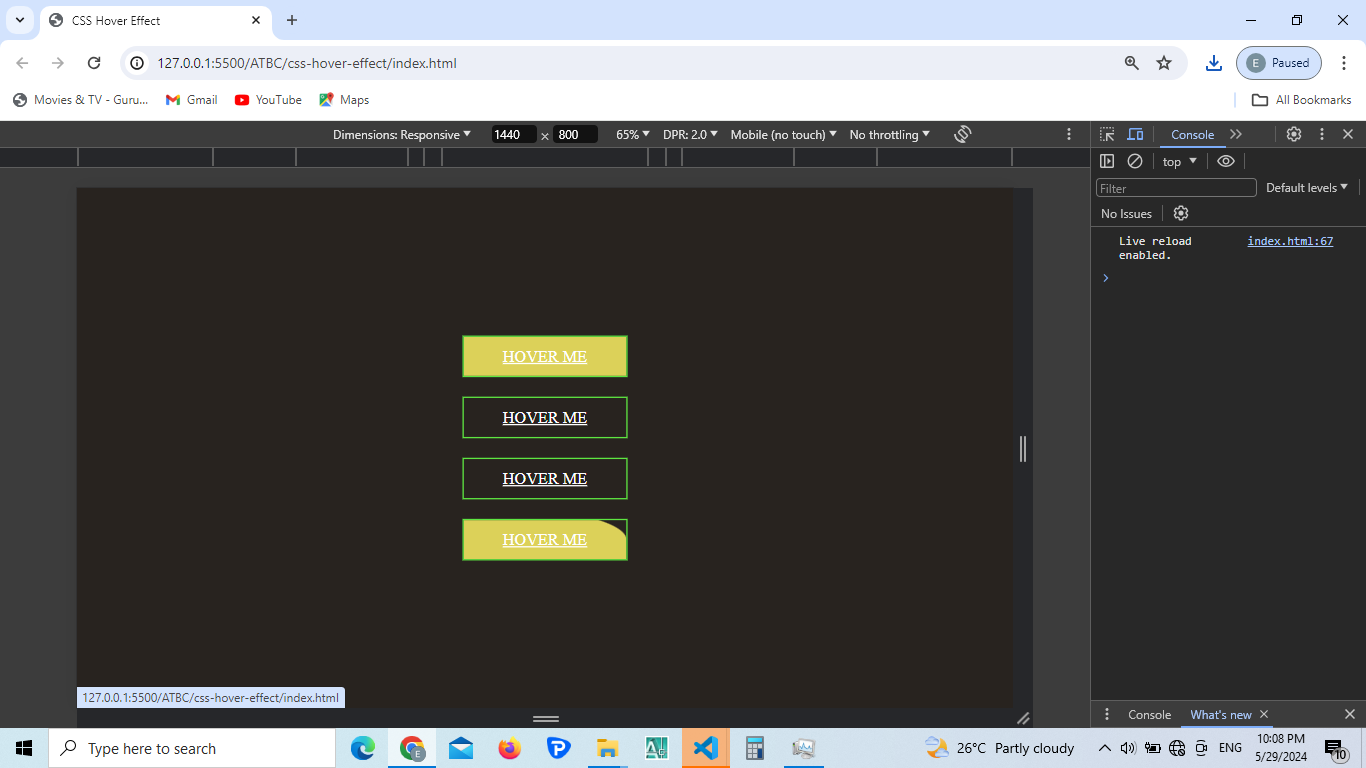 CSS Hover Effect
127.0.0.1:5500/ATBC/css-hover-effect/index.html
E Paused
Movies & TV - Guru...
Gmail
YouTube
Maps
All Bookmarks
Dimensions: Responsive
1440 × 800
65%
DPR: 2.0
Mobile (no touch)
No throttling
Console
top
Filter
Default levels
No Issues
Live reload
enabled.
index.html:67
HOVER ME
HOVER ME
HOVER ME
HOVER ME
127.0.0.1:5500/ATBC/css-hover-effect/index.html
Console
What's new
Type here to search
26°C Partly cloudy
ENG
10:08 PM
5/29/2024
10